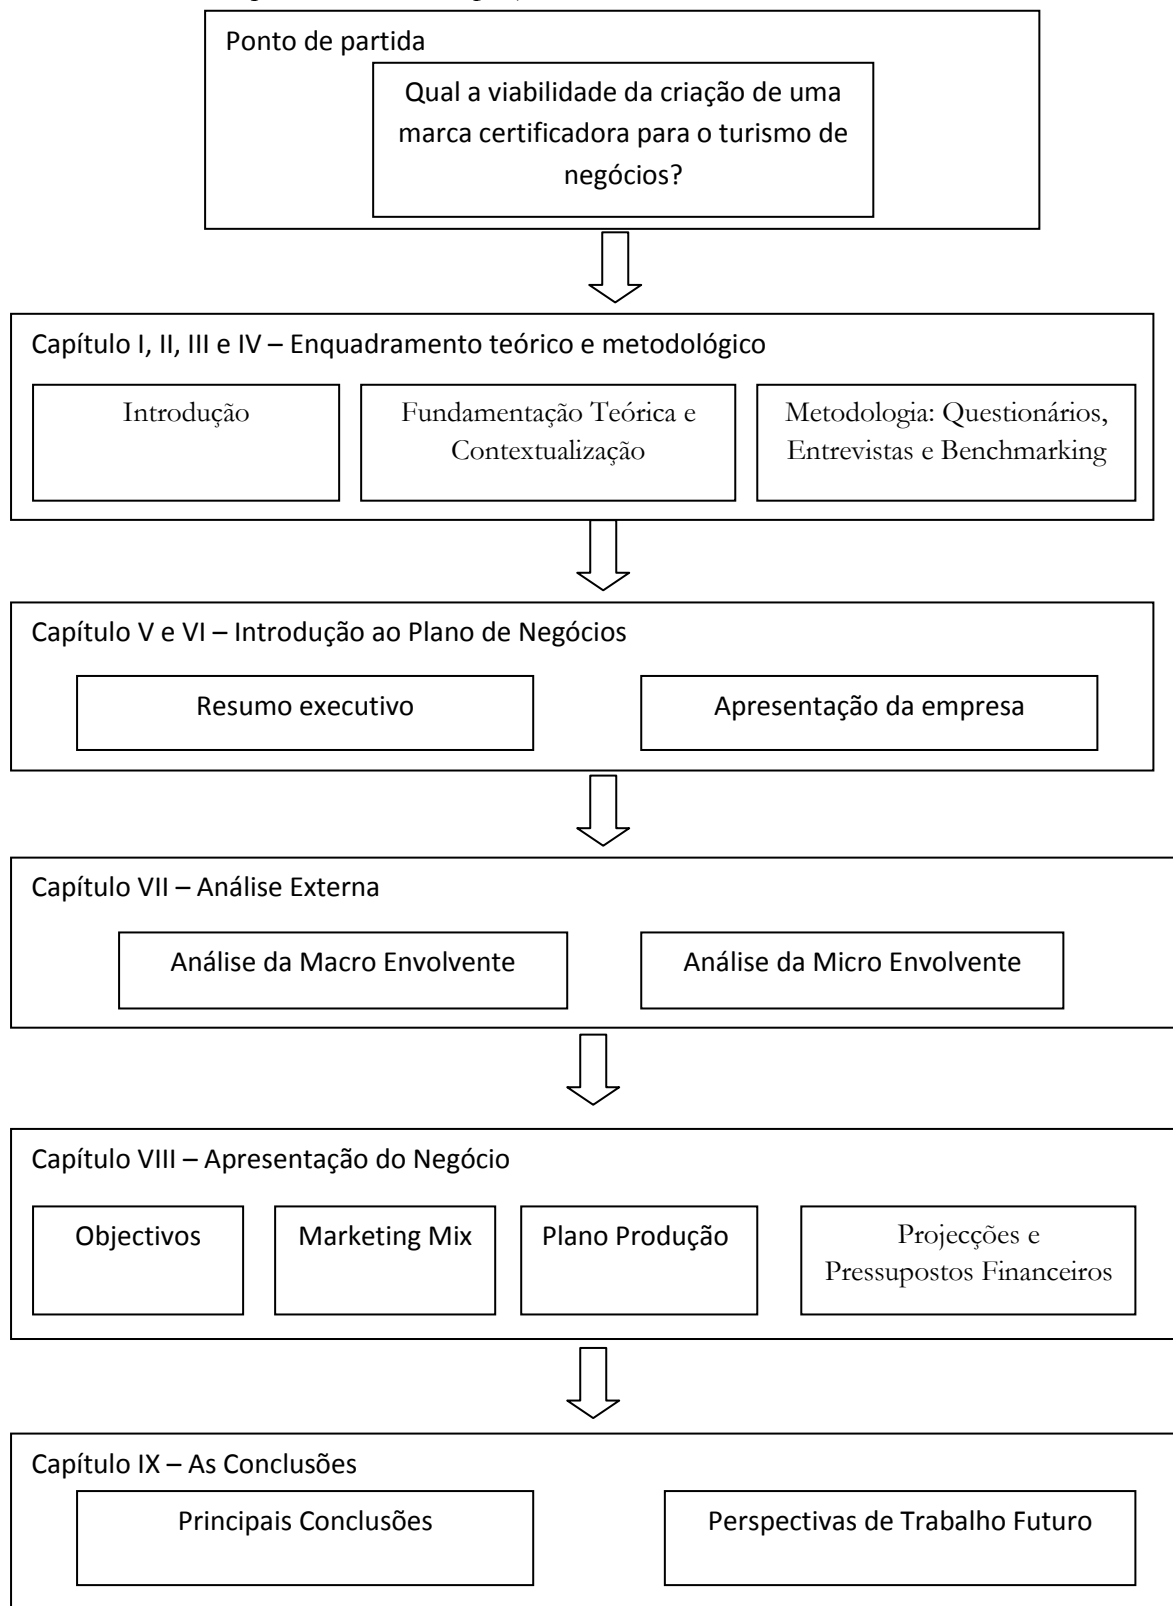 Ponto de partida
Qual a viabilidade da criação de uma
marca certificadora para o turismo de
negócios?
Capítulo I, II, III e IV – Enquadramento teórico e metodológico
Introdução
Fundamentação Teórica e
Contextualização
Metodologia: Questionários,
Entrevistas e Benchmarking
Capítulo V e VI – Introdução ao Plano de Negócios
Resumo executivo
Apresentação da empresa
Capítulo VII – Análise Externa
Análise da Macro Envolvente
Análise da Micro Envolvente
Capítulo VIII – Apresentação do Negócio
Objectivos
Marketing Mix
Plano Produção
Projecções e
Pressupostos Financeiros
Capítulo IX – As Conclusões
Principais Conclusões
Perspectivas de Trabalho Futuro